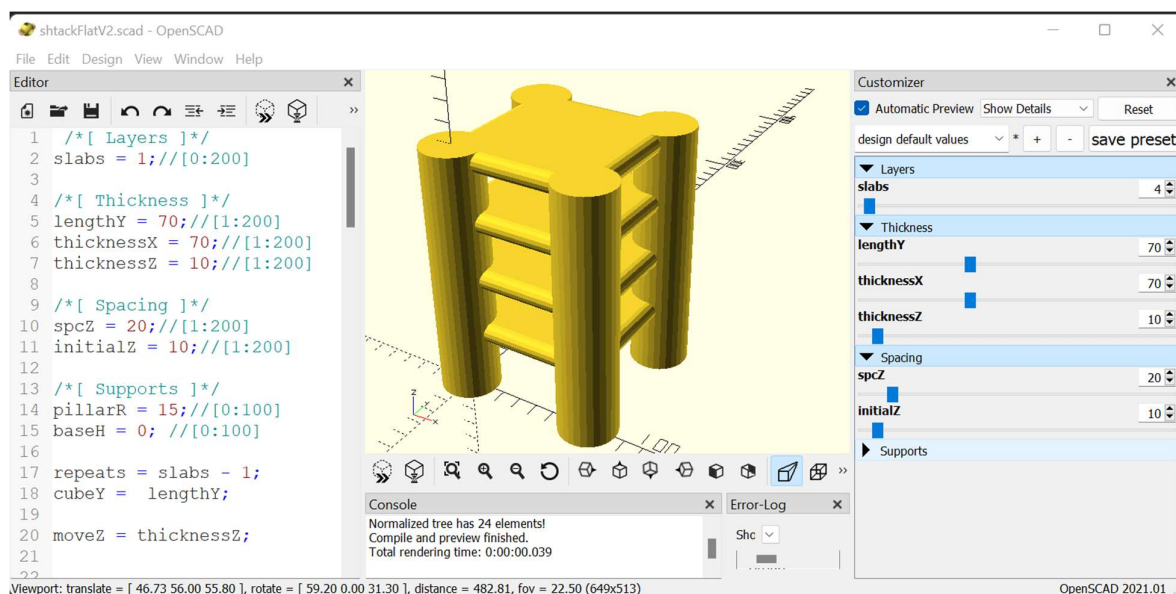 shtackFlatV2.scad - OpenSCAD
File Edit Design View Window Help
Editor
1 /*[ Layers ]*/
2 slabs = 1;//[0:200]
3
4 /*[ Thickness ]*/
5 lengthY = 70;//[1:200]
6 thicknessX = 70;//[1:200]
7 thicknessZ = 10;//[1:200]
8
9 /*[ Spacing ]*/
10 spcZ = 20;//[1:200]
11 initialZ = 10;//[1:200]
12
13 /*[ Supports ]*/
14 pillarR = 15;//[0:100]
15 baseH = 0; //[0:100]
16
17 repeats = slabs - 1;
18 cubeY =  lengthY;
19
20 moveZ = thicknessZ;
21
22
z
x
100
Console
Normalized tree has 24 elements!
Compile and preview finished.
Total rendering time: 0:00:00.039
Error-Log
Sho
Customizer
Automatic Preview Show Details Reset
design default values * + - save preset
Layers
slabs 4
Thickness
lengthY 70
thicknessX 70
thicknessZ 10
Spacing
spcZ 20
initialZ 10
Supports
Viewport: translate = [ 46.73 56.00 55.80 ], rotate = [ 59.20 0.00 31.30 ], distance = 482.81, fov = 22.50 (649x513) OpenSCAD 2021.01